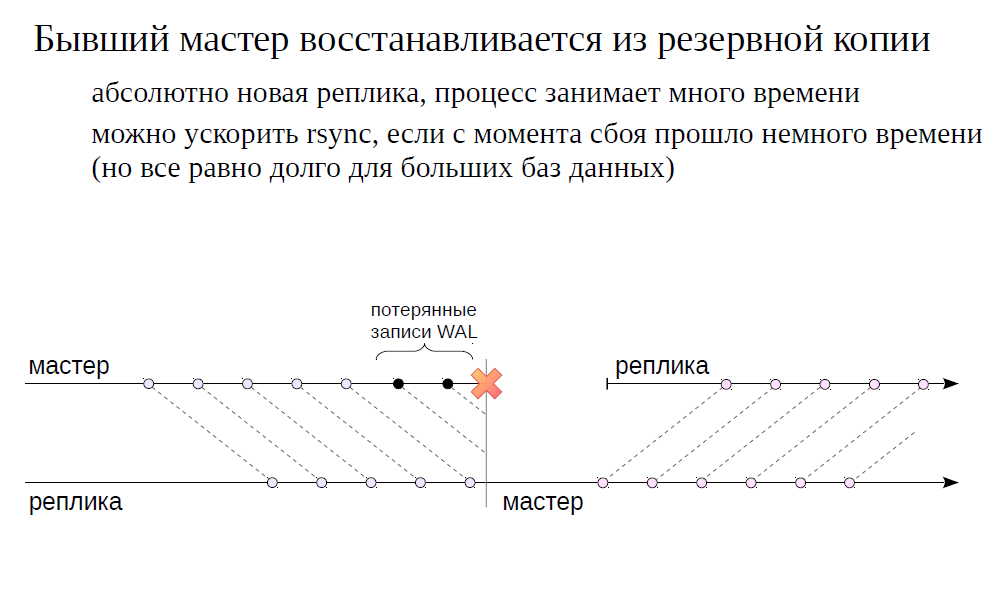 Бывший мастер восстанавливается из резервной копии
абсолютно новая реплика, процесс занимает много времени
можно ускорить rsync, если с момента сбоя прошло немного времени
(но все равно долго для больших баз данных)
потерянные
записи WAL
мастер
реплика
реплика
мастер